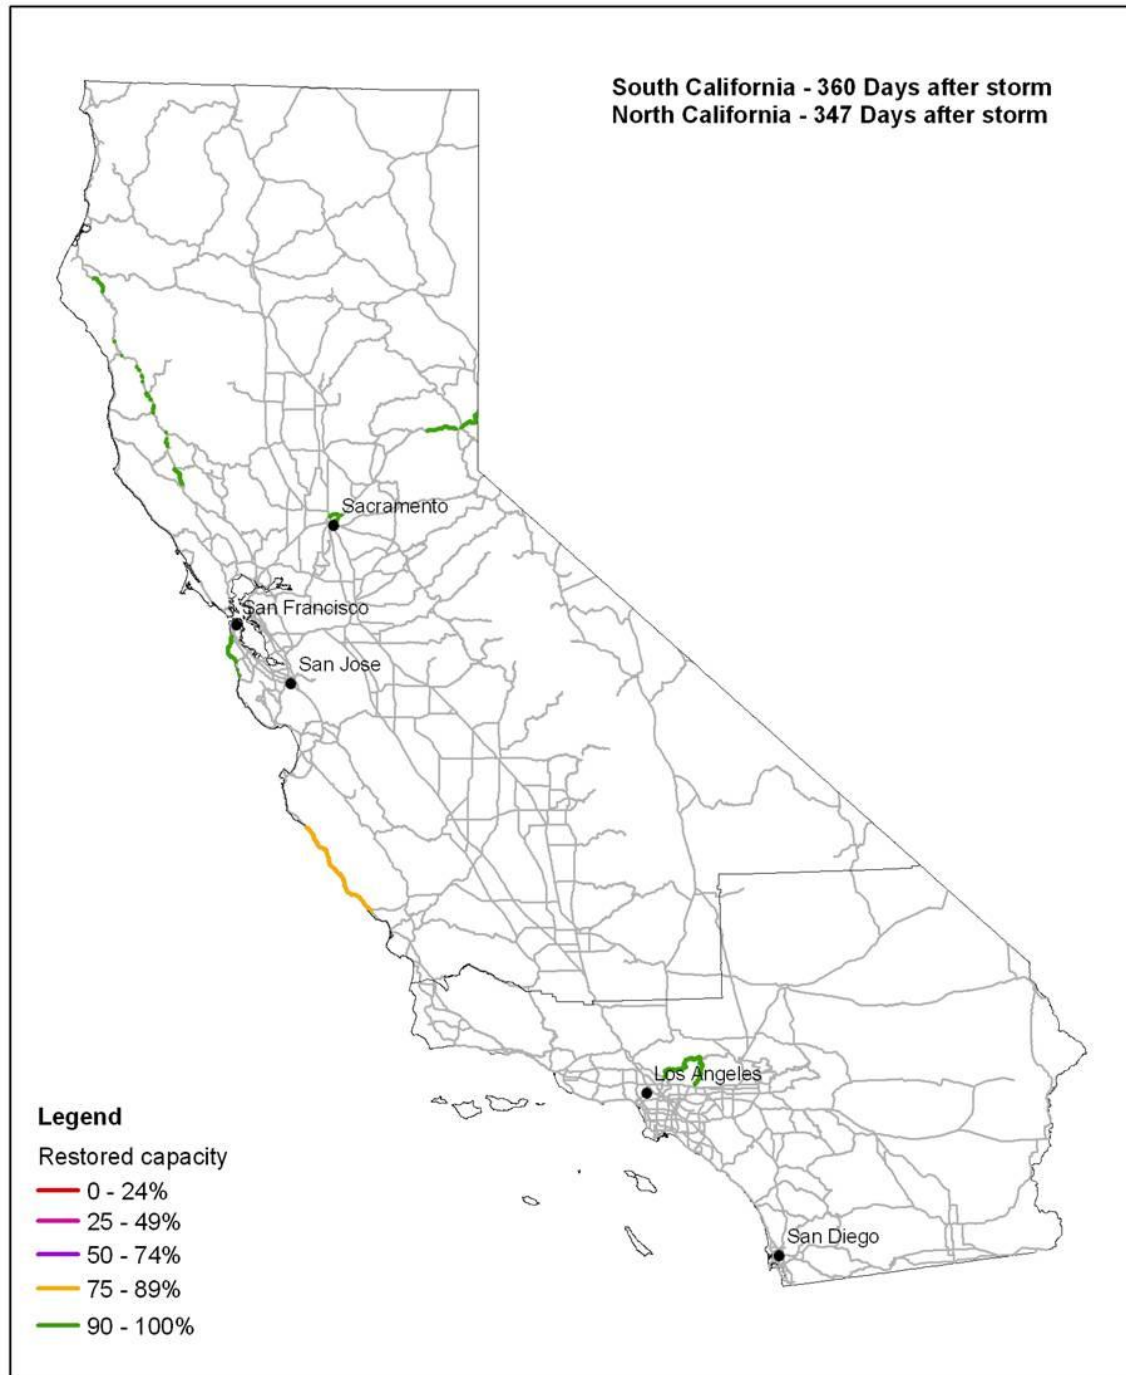 South California - 360 Days after storm
North California - 347 Days after storm
Sacramento
San Francisco
San Jose
Los Angeles
San Diego
Legend
Restored capacity
0 - 24%
25 - 49%
50 - 74%
75 - 89%
90 - 100%